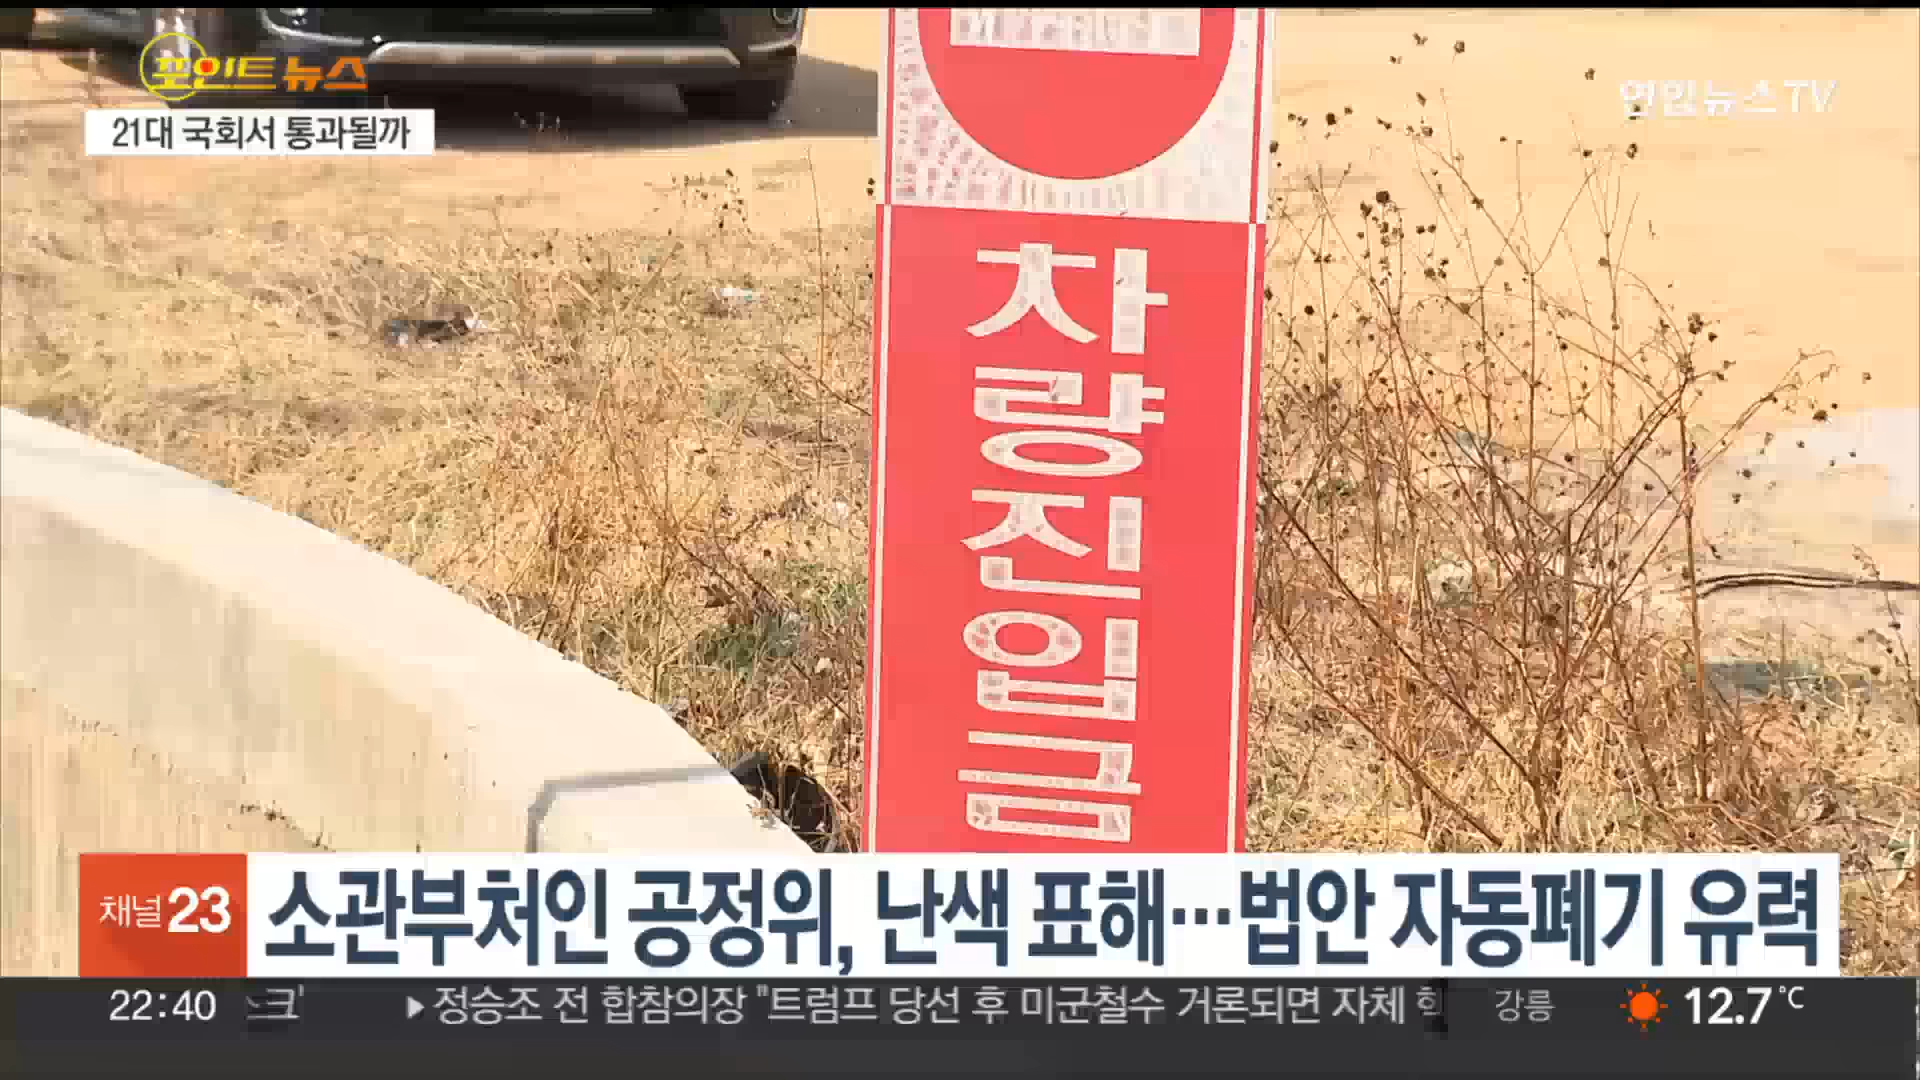 포인트뉴스
연합뉴스TV
21대 국회서 통과될까
차량진입금
채널23
소관부처인 공정위, 난색 표해…법안 자동폐기 유력
22:40
스크' ▶정승조 전 합참의장 "트럼프 당선 후 미군철수 거론되면 자체
강릉
12.7℃